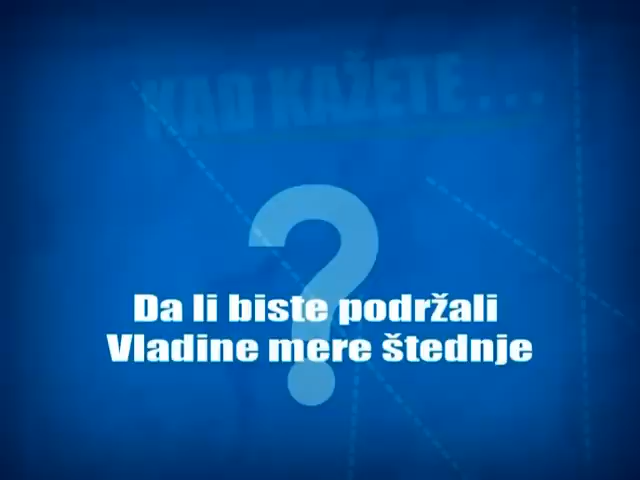 KAD KAŽETE...
?
Da li biste podržali
Vladine mere štednje